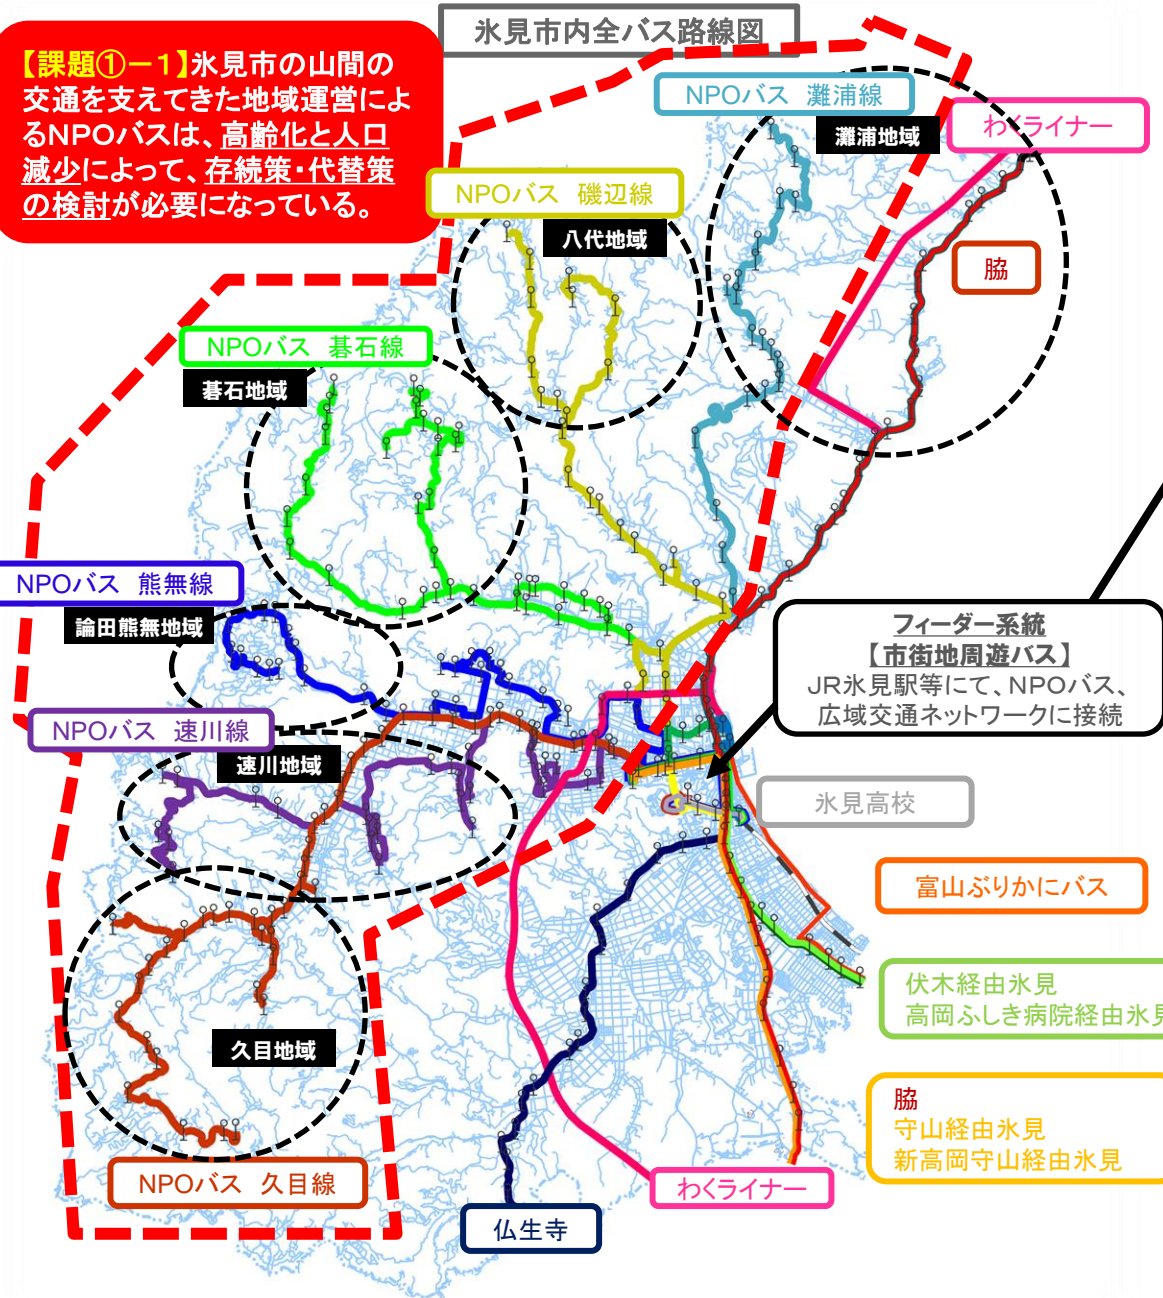 氷見市内全バス路線図
【課題①－１】氷見市の山間の
交通を支えてきた地域運営によ
るNPOバスは、高齢化と人口
減少によって、存続策・代替策
の検討が必要になっている。
NPOバス 灘浦線
灘浦地域
わくライナー
NPOバス 磯辺線
八代地域
脇
NPOバス 碁石線
碁石地域
NPOバス 熊無線
論田熊無地域
フィーダー系統
【市街地周遊バス】
JR氷見駅等にて、NPOバス、
広域交通ネットワークに接続
NPOバス 速川線
速川地域
氷見高校
富山ぶりかにバス
伏木経由氷見
高岡ふしき病院経由氷見
久目地域
脇
守山経由氷見
新高岡守山経由氷見
NPOバス 久目線
わくライナー
仏生寺